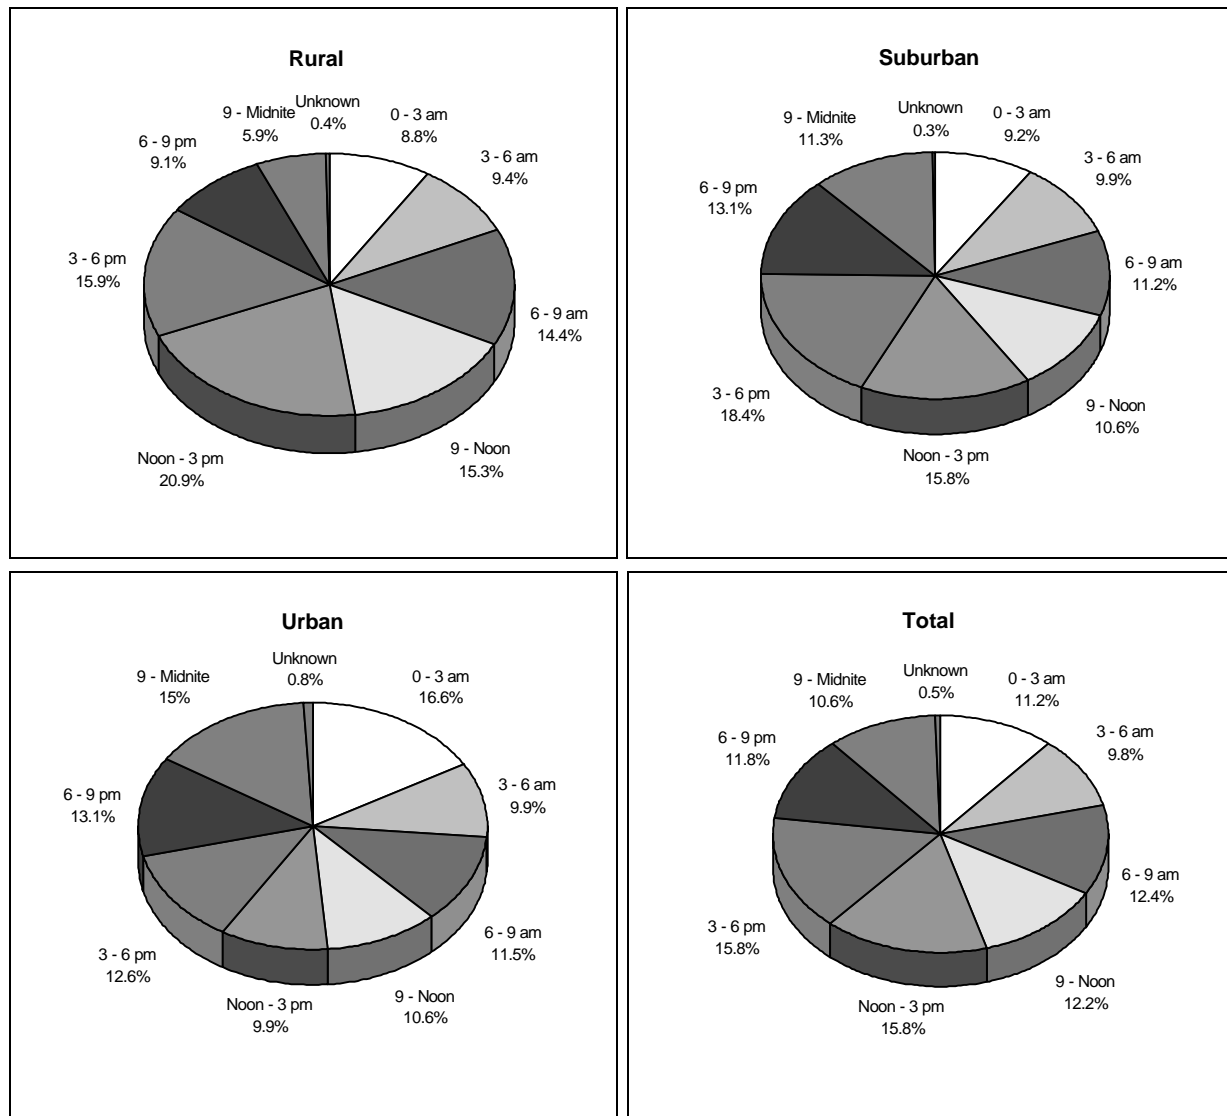 Rural
Unknown
0.4%
0 - 3 am
8.8%
3 - 6 am
9.4%
6 - 9 am
14.4%
9 - Noon
15.3%
Noon - 3 pm
20.9%
3 - 6 pm
15.9%
6 - 9 pm
9.1%
9 - Midnite
5.9%
Suburban
Unknown
0.3%
0 - 3 am
9.2%
3 - 6 am
9.9%
6 - 9 am
11.2%
9 - Noon
10.6%
Noon - 3 pm
15.8%
3 - 6 pm
18.4%
6 - 9 pm
13.1%
9 - Midnite
11.3%
Urban
Unknown
0.8%
0 - 3 am
16.6%
3 - 6 am
9.9%
6 - 9 am
11.5%
9 - Noon
10.6%
Noon - 3 pm
9.9%
3 - 6 pm
12.6%
6 - 9 pm
13.1%
9 - Midnite
15%
Total
Unknown
0.5%
0 - 3 am
11.2%
3 - 6 am
9.8%
6 - 9 am
12.4%
9 - Noon
12.2%
Noon - 3 pm
15.8%
3 - 6 pm
15.8%
6 - 9 pm
11.8%
9 - Midnite
10.6%